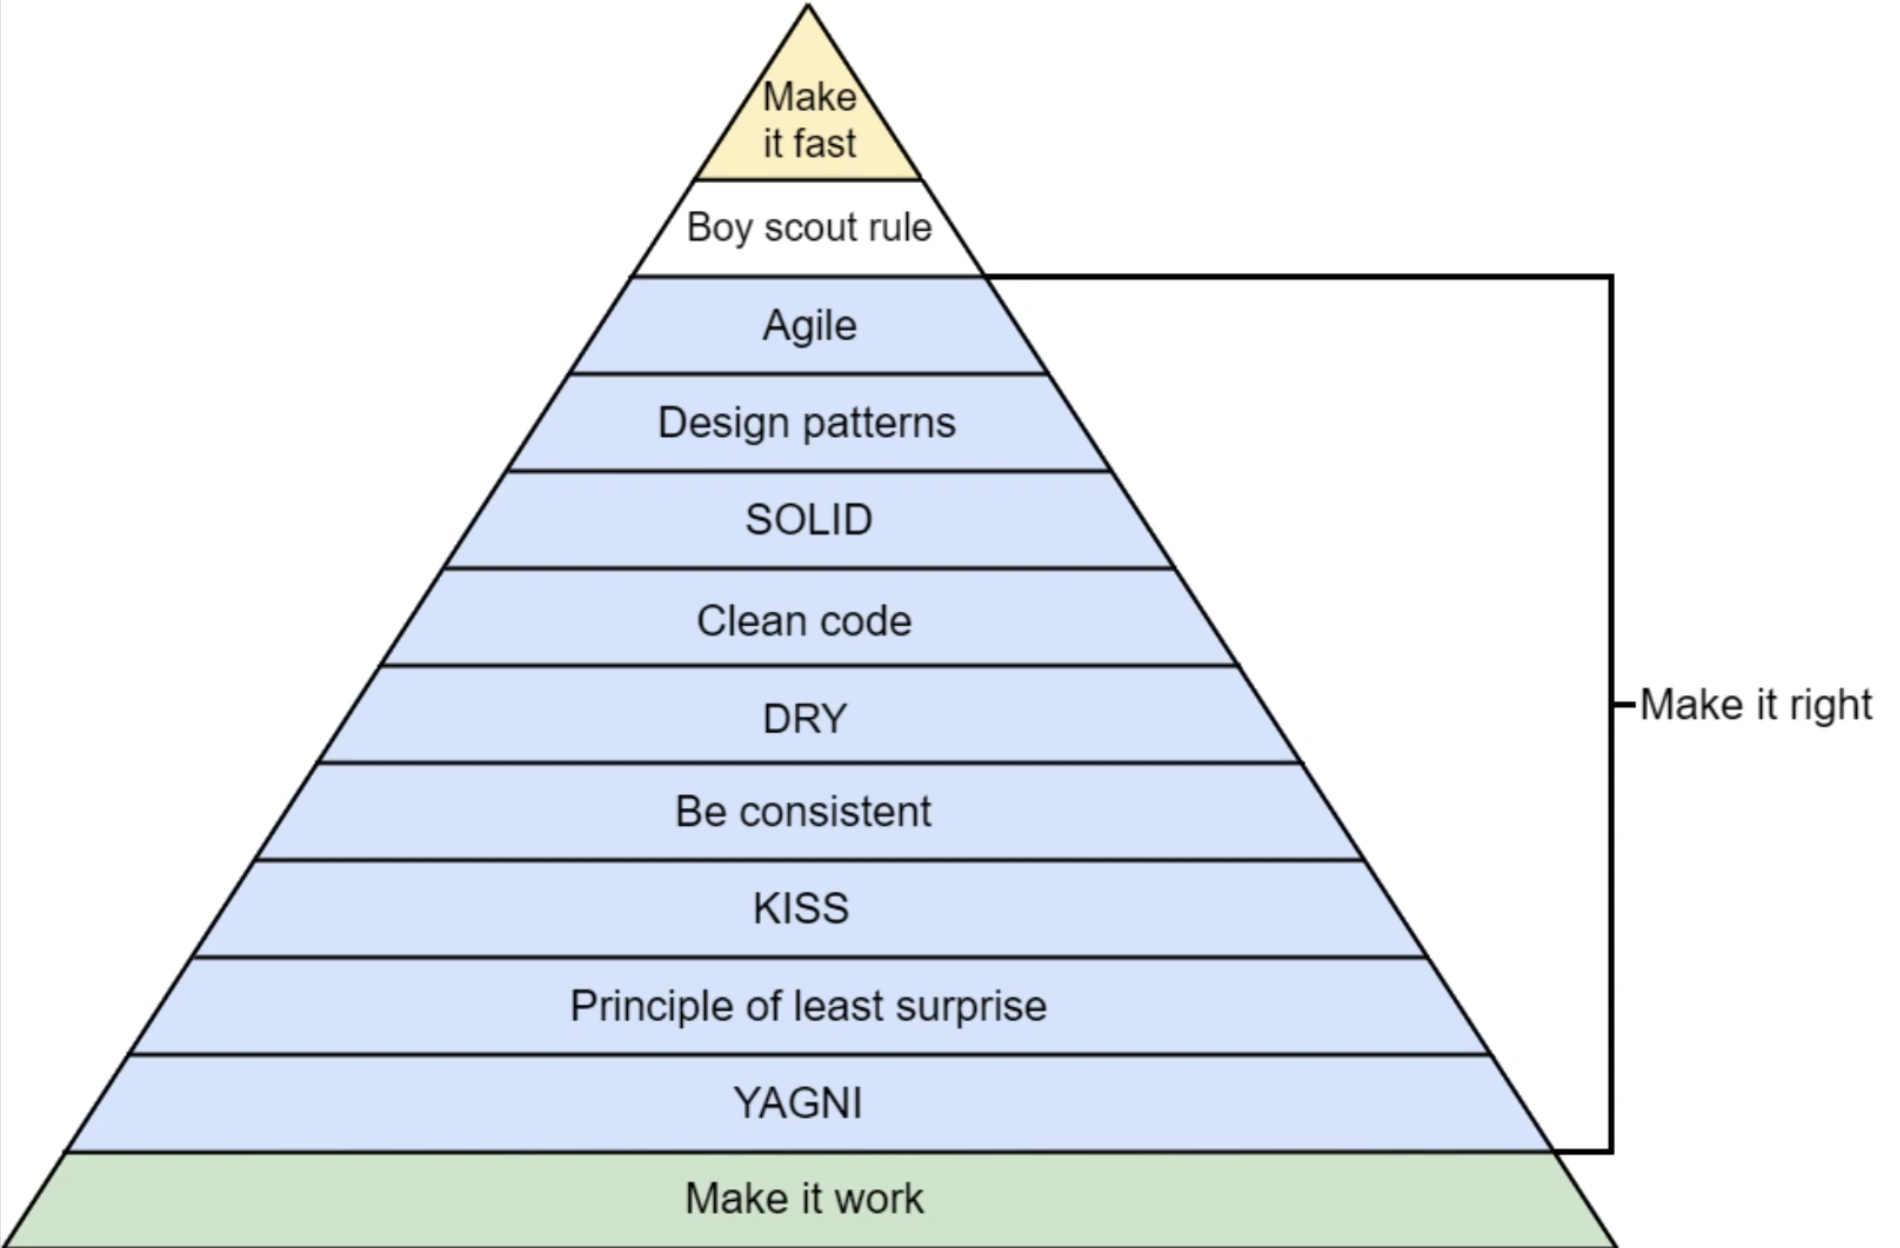 Make
it fast
Boy scout rule
Agile
Design patterns
SOLID
Clean code
DRY
Make it right
Be consistent
KISS
Principle of least surprise
YAGNI
Make it work